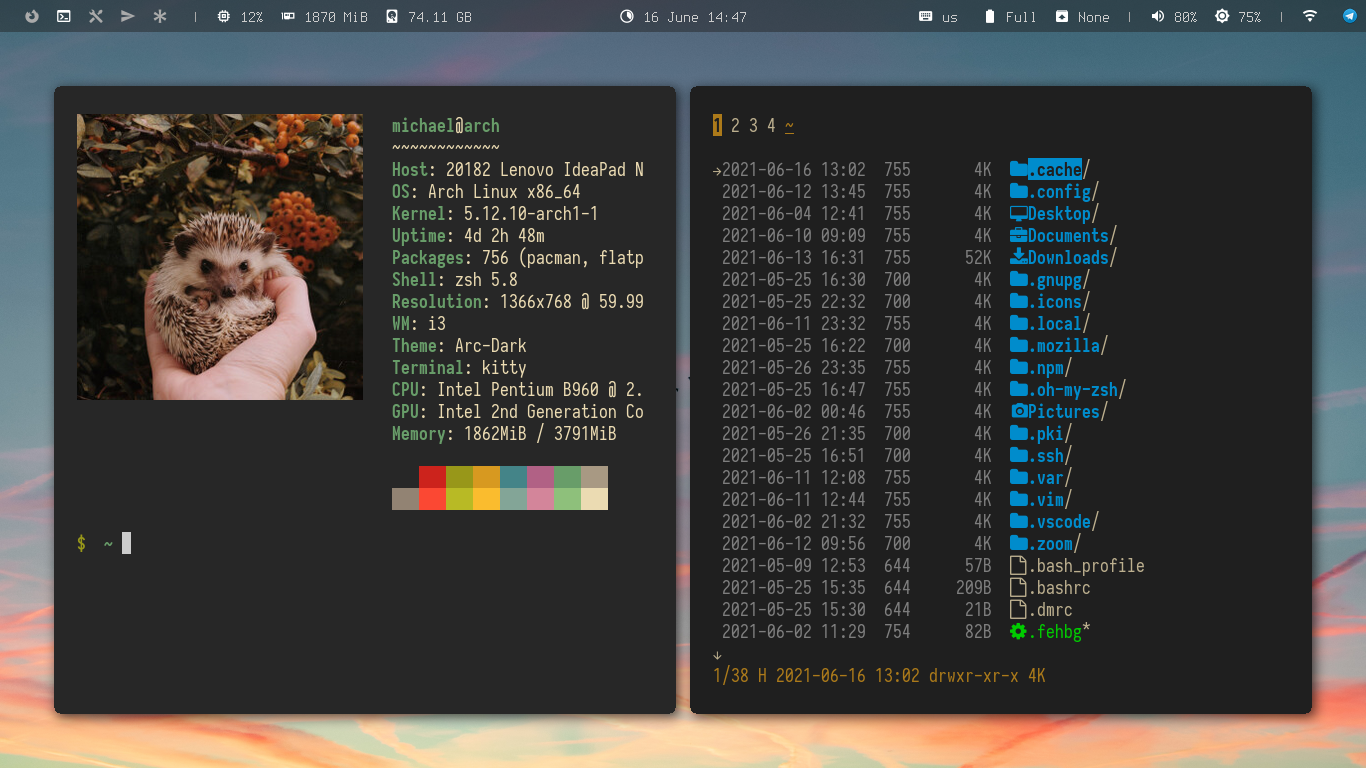 12% 1870 MiB 74.11 GB 16 June 14:47 us Full None 80% 75%
michael@arch
~~~~~~~~~~~~
Host: 20182 Lenovo IdeaPad N
OS: Arch Linux x86_64
Kernel: 5.12.10-arch1-1
Uptime: 4d 2h 48m
Packages: 756 (pacman, flatp
Shell: zsh 5.8
Resolution: 1366x768 @ 59.99
WM: i3
Theme: Arc-Dark
Terminal: kitty
CPU: Intel Pentium B960 @ 2.
GPU: Intel 2nd Generation Co
Memory: 1862MiB / 3791MiB
$ ~
1 2 3 4 ~
→2021-06-16 13:02 755 4K .cache/
2021-06-12 13:45 755 4K .config/
2021-06-04 12:41 755 4K Desktop/
2021-06-10 09:09 755 4K Documents/
2021-06-13 16:31 755 52K Downloads/
2021-05-25 16:30 700 4K .gnupg/
2021-05-25 22:32 700 4K .icons/
2021-06-11 23:32 755 4K .local/
2021-05-25 16:22 700 4K .mozilla/
2021-05-26 23:35 755 4K .npm/
2021-05-25 16:47 755 4K .oh-my-zsh/
2021-06-02 00:46 755 4K Pictures/
2021-05-26 21:35 700 4K .pki/
2021-05-25 16:51 700 4K .ssh/
2021-06-11 12:08 755 4K .var/
2021-06-11 12:44 755 4K .vim/
2021-06-02 21:32 755 4K .vscode/
2021-06-12 09:56 700 4K .zoom/
2021-05-09 12:53 644 57B .bash_profile
2021-05-25 15:35 644 209B .bashrc
2021-05-25 15:30 644 21B .dmrc
2021-06-02 11:29 754 82B .fehbg*
↓
1/38 H 2021-06-16 13:02 drwxr-xr-x 4K